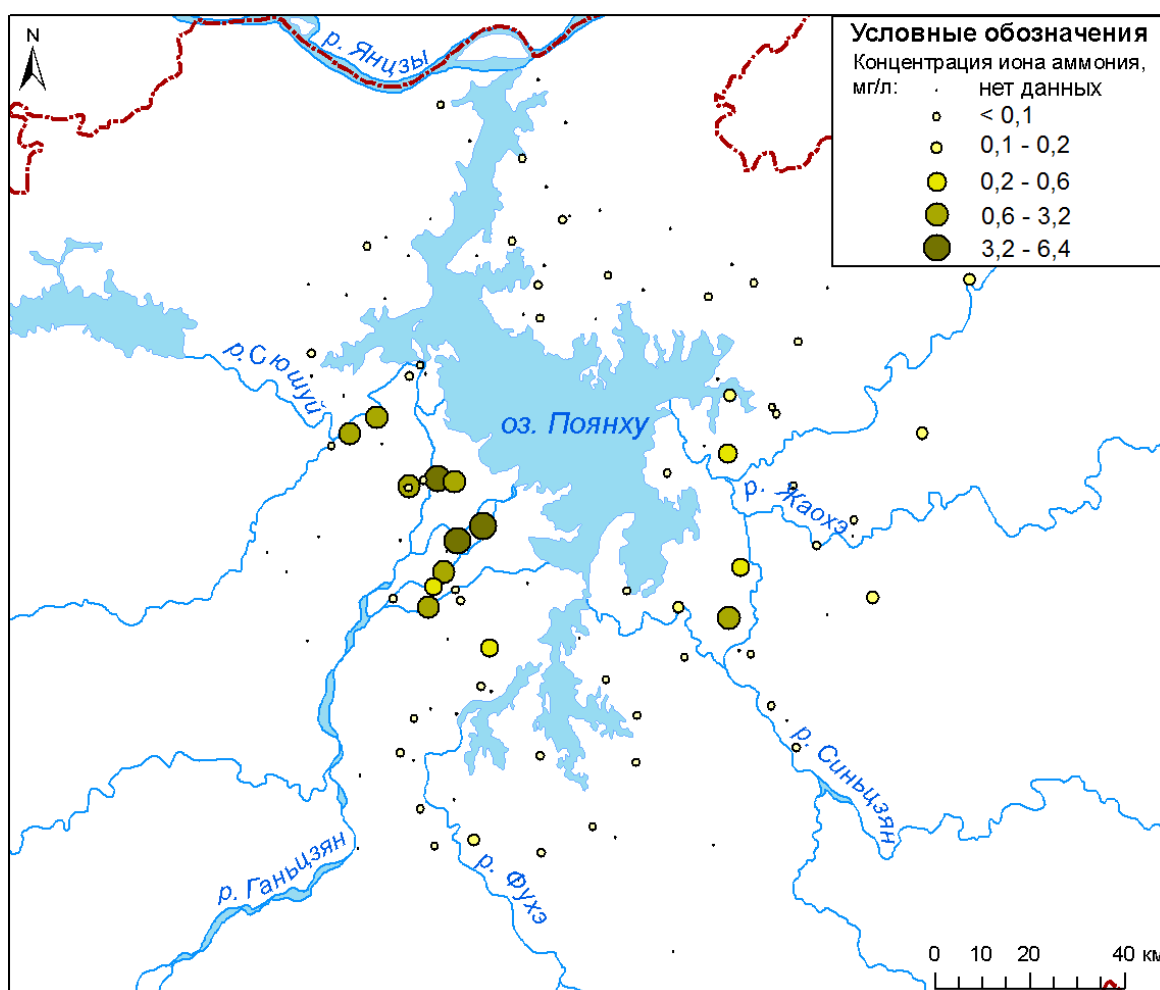 N
р. Янцзы
Условные обозначения
Концентрация иона аммония,
мг/л:
нет данных
< 0,1
0,1 - 0,2
0,2 - 0,6
0,6 - 3,2
3,2 - 6,4
р. Сюшуй
оз. Поянху
р. Жаохэ
р. Синьцзян
р. Ганьцзян
р. Фухэ
0 10 20 40 км